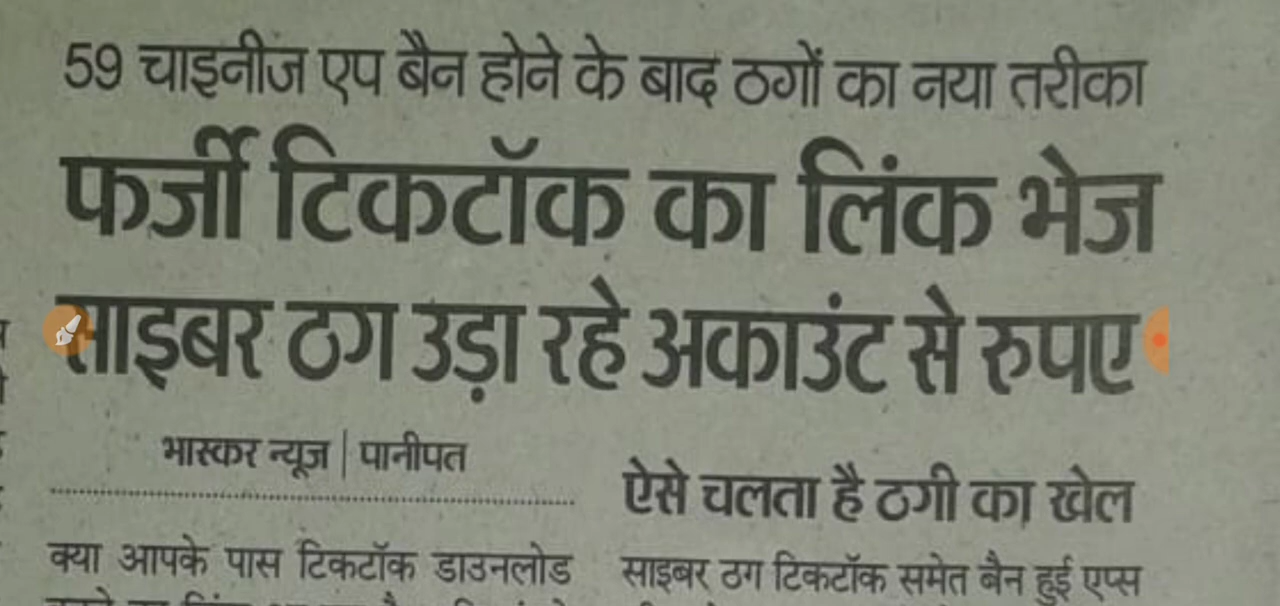 59 चाइनीज एप बैन होने के बाद ठगों का नया तरीका
फर्जी टिकटॉक का लिंक भेज
साइबर ठग उड़ा रहे अकाउंट से रुपए
भास्कर न्यूज | पानीपत
क्या आपके पास टिकटॉक डाउनलोड
ऐसे चलता है ठगी का खेल
साइबर ठग टिकटॉक समेत बैन हुई एप्स